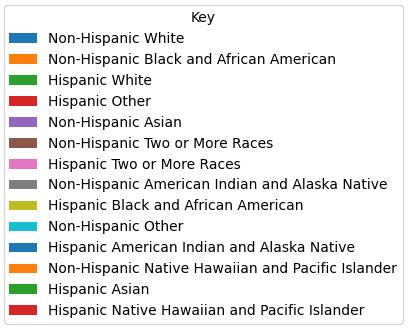 Key
Non-Hispanic White
Non-Hispanic Black and African American
Hispanic White
Hispanic Other
Non-Hispanic Asian
Non-Hispanic Two or More Races
Hispanic Two or More Races
Non-Hispanic American Indian and Alaska Native
Hispanic Black and African American
Non-Hispanic Other
Hispanic American Indian and Alaska Native
Non-Hispanic Native Hawaiian and Pacific Islander
Hispanic Asian
Hispanic Native Hawaiian and Pacific Islander